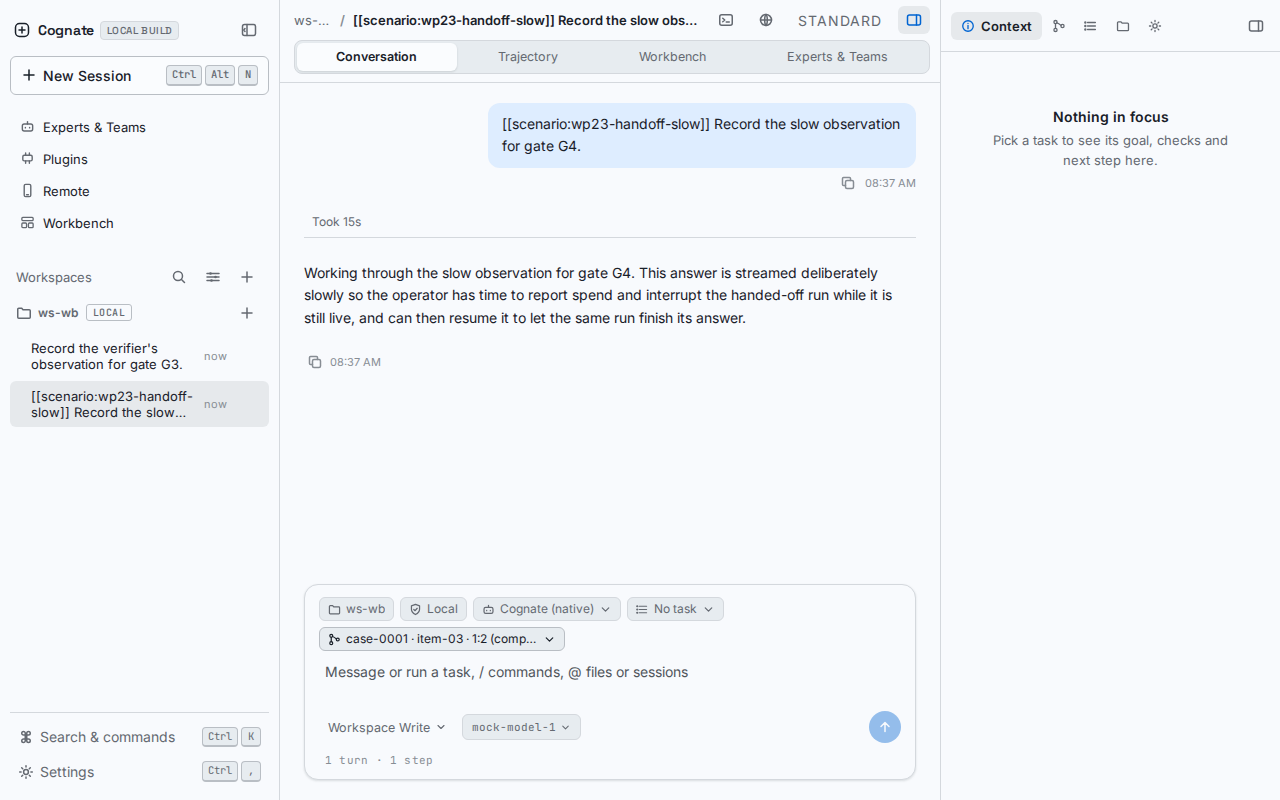 Cognate LOCAL BUILD
New Session Ctrl Alt N
Experts & Teams
Plugins
Remote
Workbench
Workspaces
ws-wb LOCAL
Record the verifier's
observation for gate G3.
now
[[scenario:wp23-handoff-
slow]] Record the slow...
now
Search & commands Ctrl K
Settings Ctrl ,
ws-... / [[scenario:wp23-handoff-slow]] Record the slow obs...
STANDARD
Conversation Trajectory Workbench Experts & Teams
[[scenario:wp23-handoff-slow]] Record the slow observation
for gate G4.
08:37 AM
Took 15s
Working through the slow observation for gate G4. This answer is streamed deliberately
slowly so the operator has time to report spend and interrupt the handed-off run while it is
still live, and can then resume it to let the same run finish its answer.
08:37 AM
ws-wb Local Cognate (native) No task
case-0001 · item-03 · 1:2 (comp...
Message or run a task, / commands, @ files or sessions
Workspace Write mock-model-1
1 turn · 1 step
Context
Nothing in focus
Pick a task to see its goal, checks and
next step here.